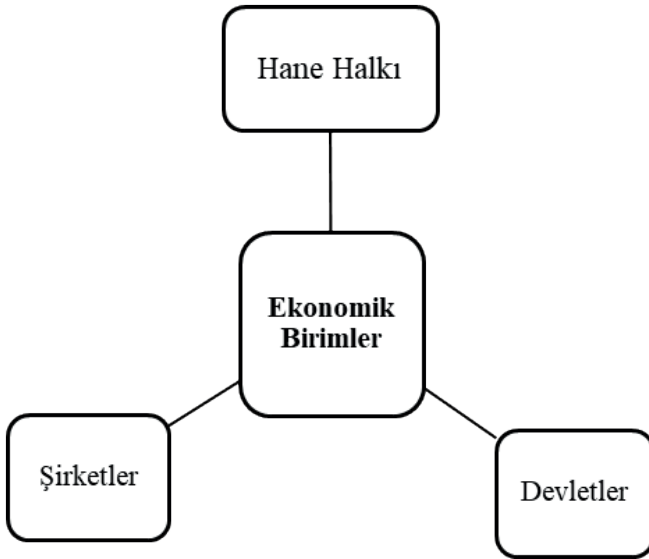 Hane Halkı
Ekonomik
Birimler
Şirketler
Devletler